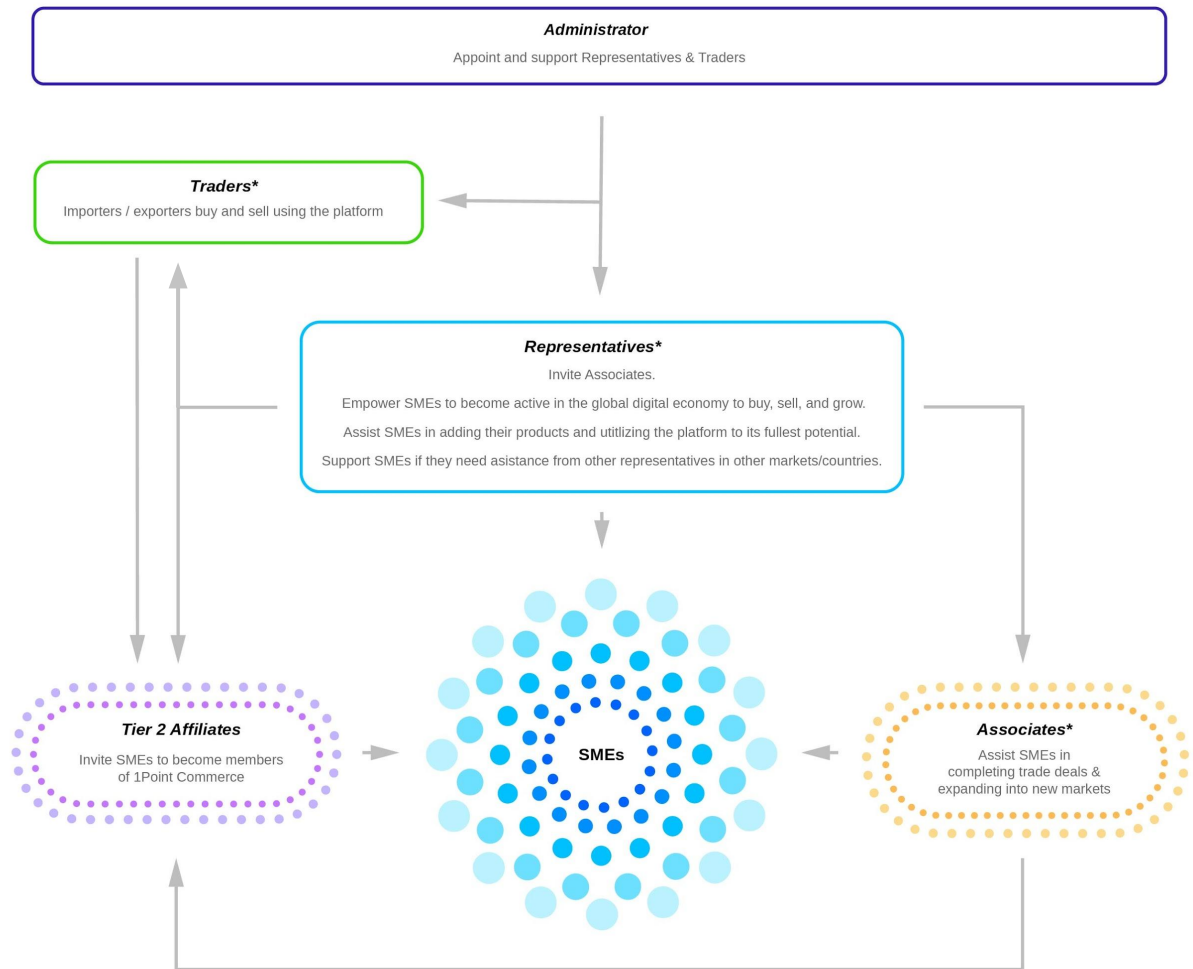 Administrator
Appoint and support Representatives & Traders
Traders*
Importers / exporters buy and sell using the platform
Representatives*
Invite Associates.
Empower SMEs to become active in the global digital economy to buy, sell, and grow.
Assist SMEs in adding their products and utitlizing the platform to its fullest potential.
Support SMEs if they need asistance from other representatives in other markets/countries.
Tier 2 Affiliates
Invite SMEs to become members
of 1Point Commerce
SMEs
Associates*
Assist SMEs in
completing trade deals &
expanding into new markets